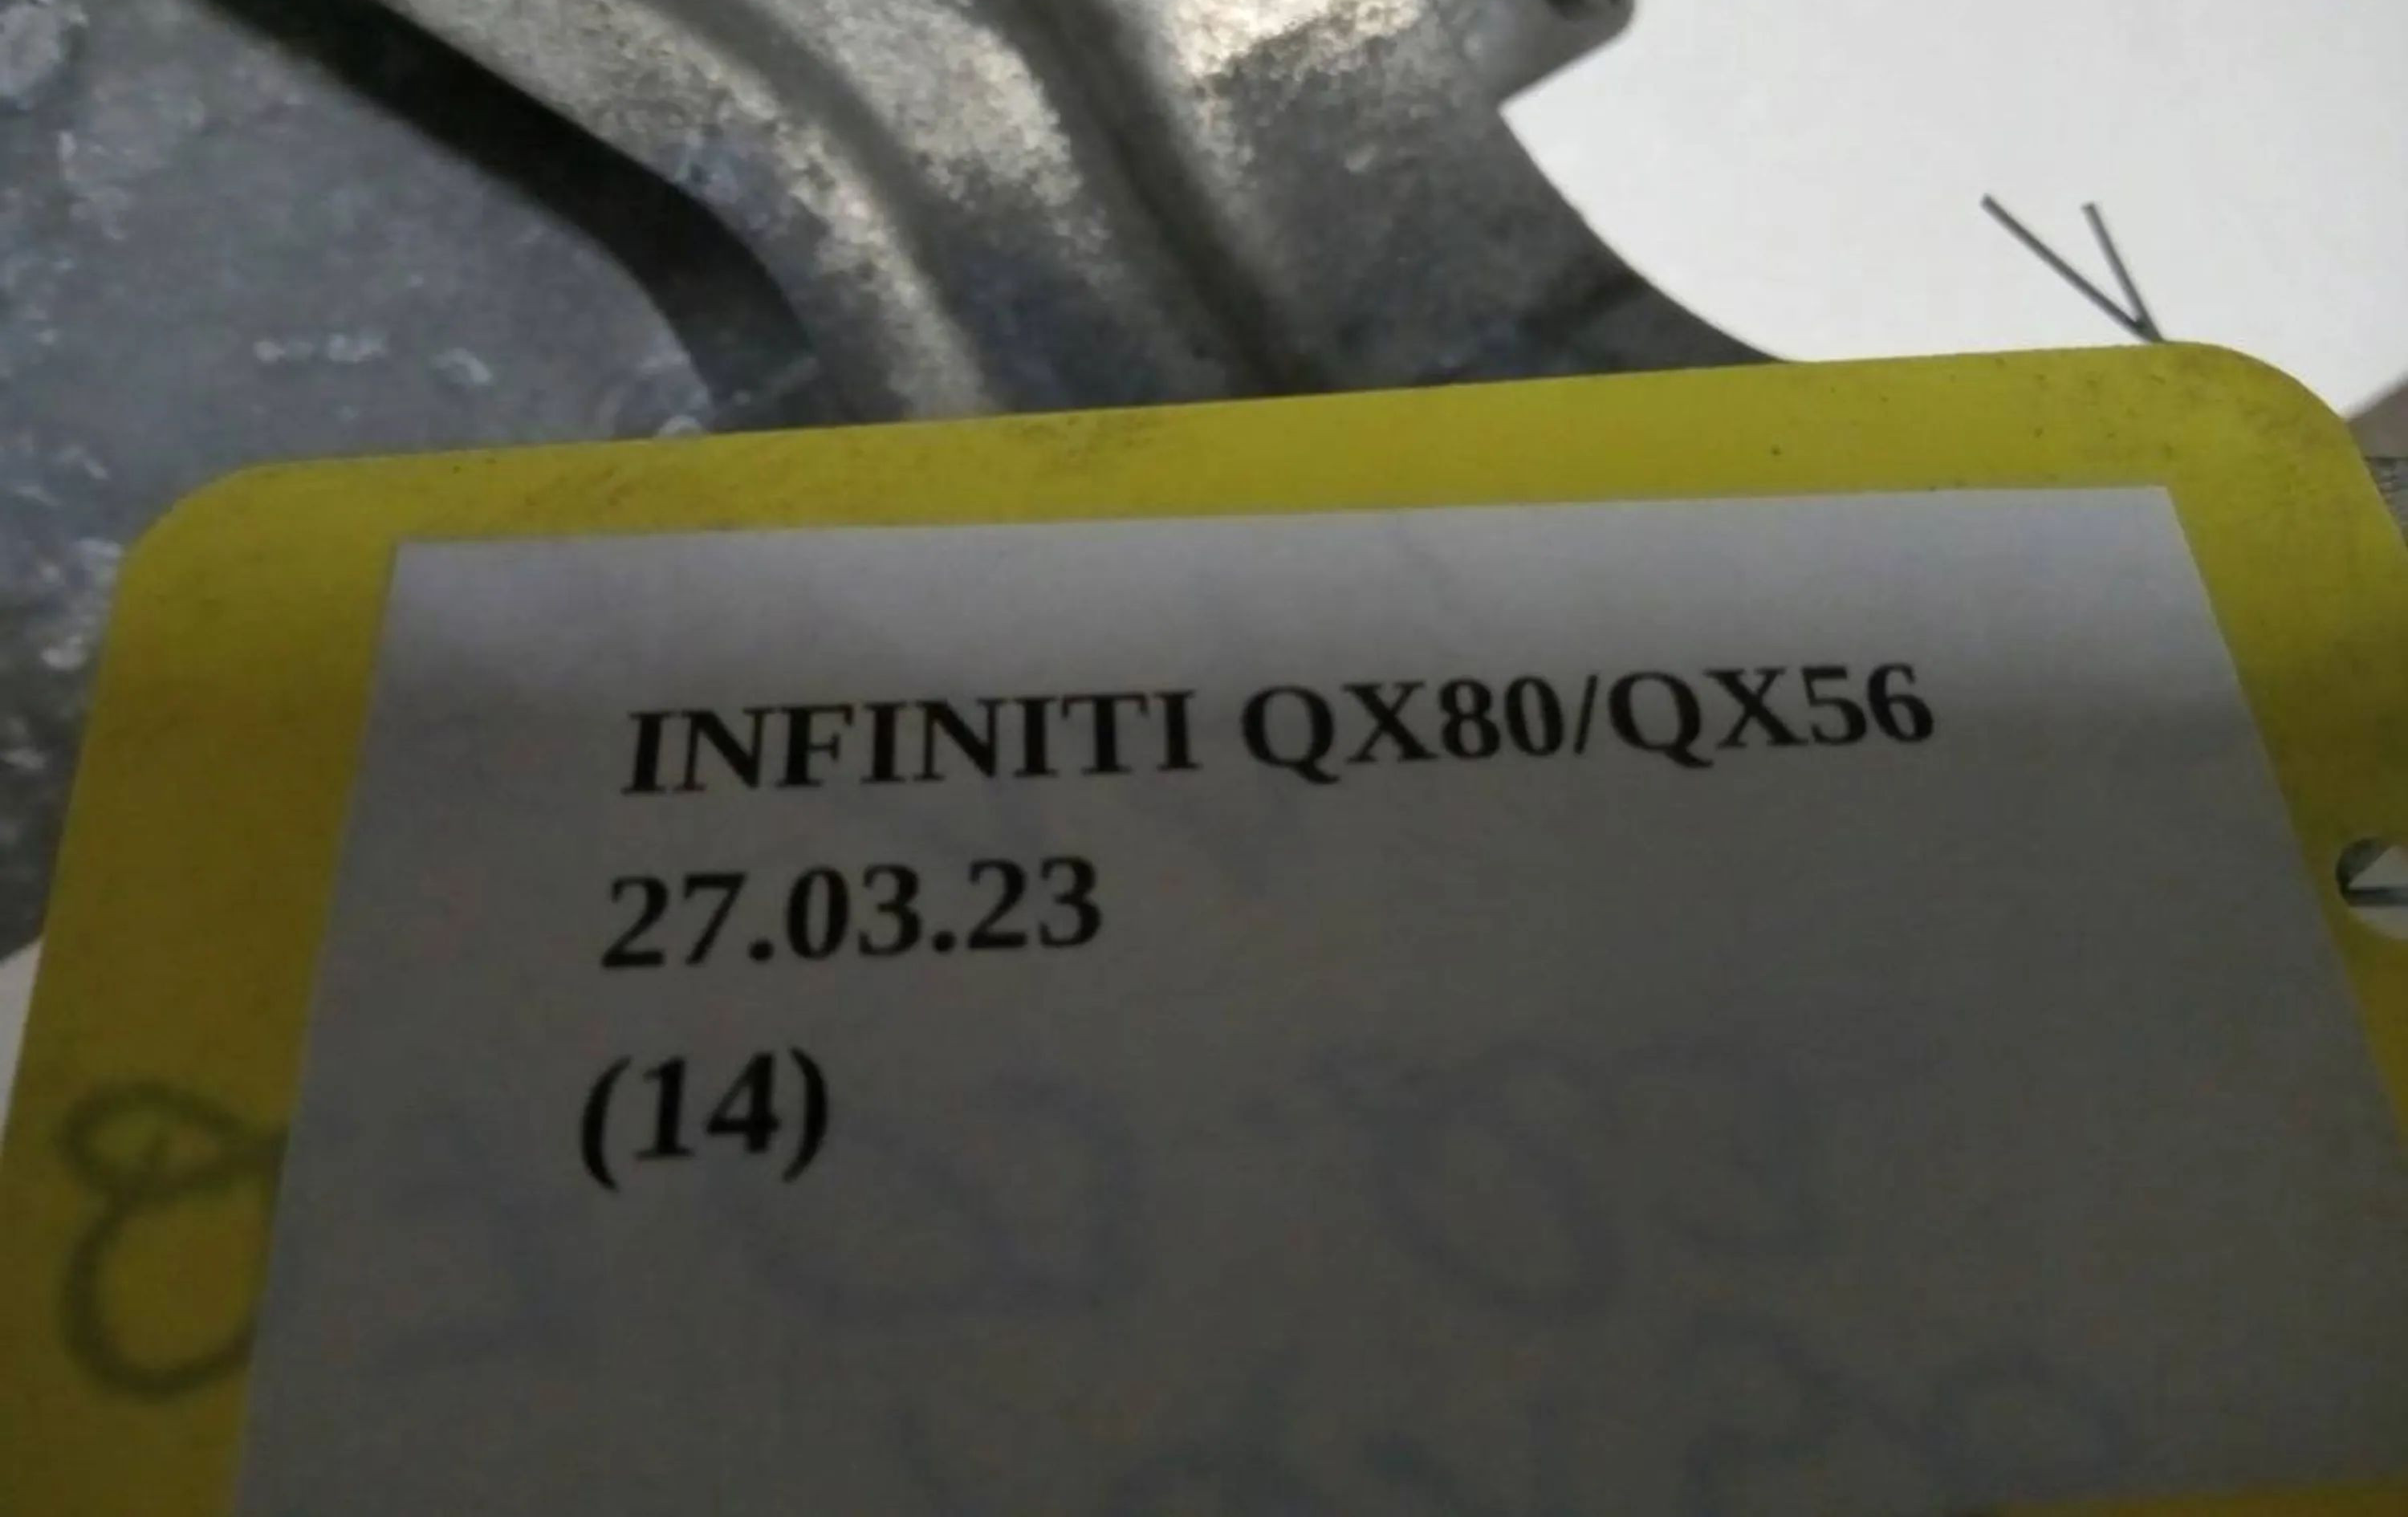 INFINITI QX80/QX56
27.03.23
(14)
8